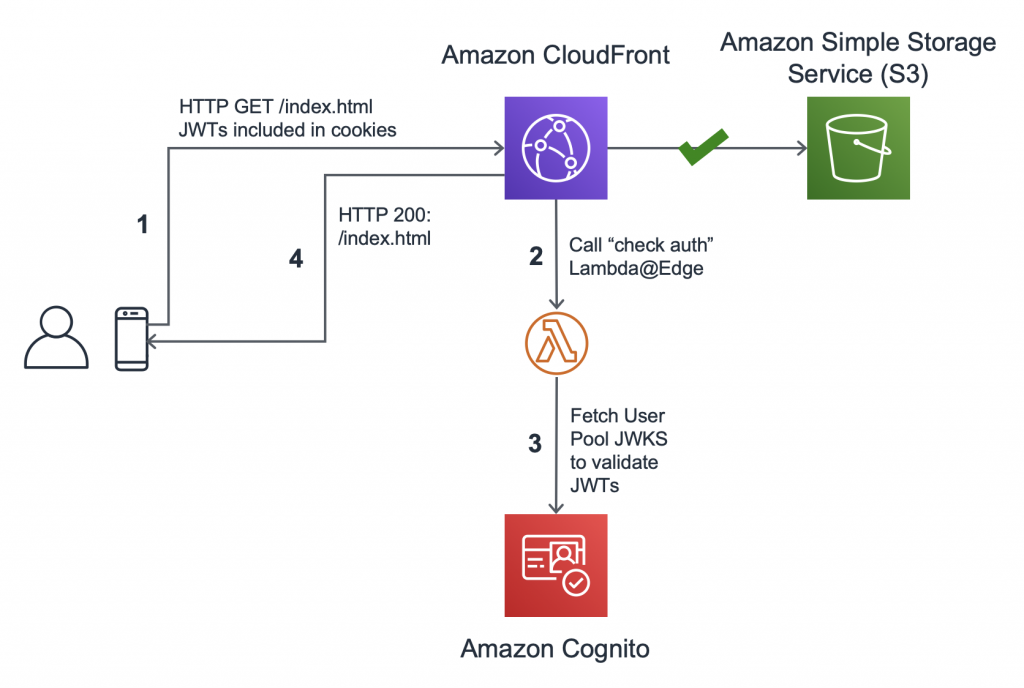 Amazon CloudFront
Amazon Simple Storage
Service (S3)
HTTP GET /index.html
JWTs included in cookies
1
HTTP 200:
/index.html
4
2
Call “check auth”
Lambda@Edge
3
Fetch User
Pool JWKS
to validate
JWTs
Amazon Cognito